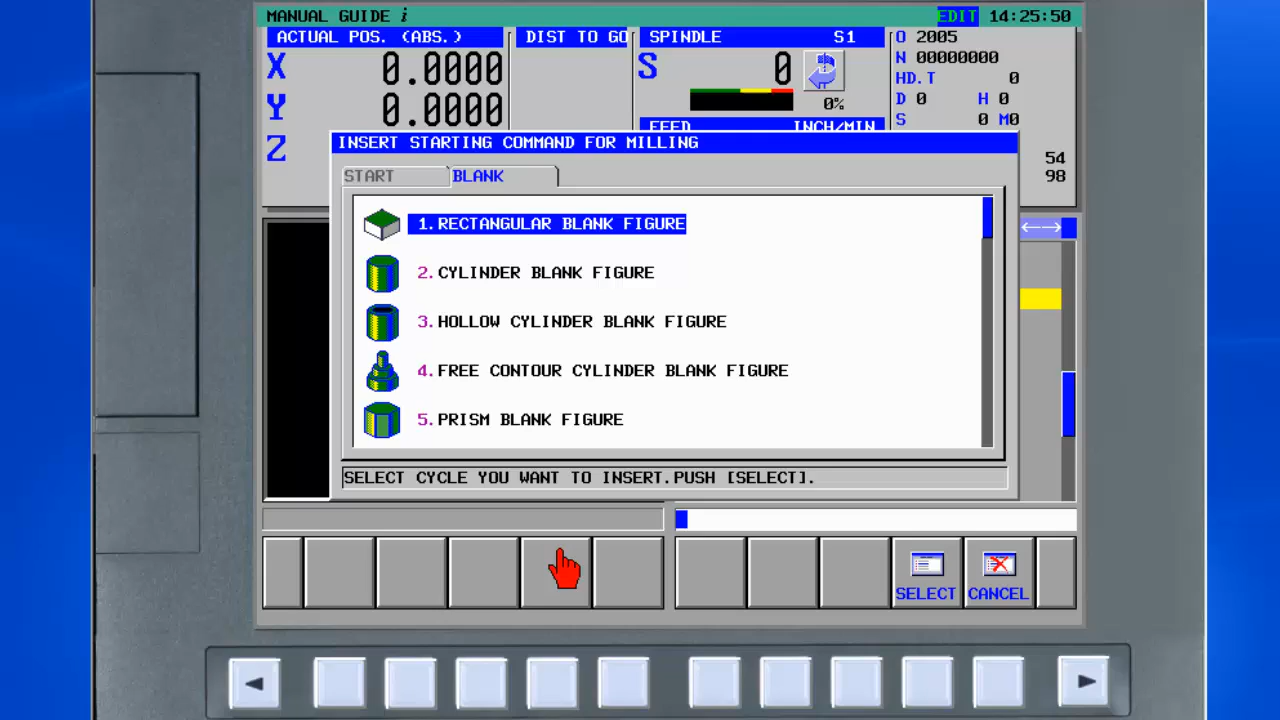 MANUAL GUIDE i EDIT 14:25:50
ACTUAL POS. (ABS.) DIST TO GO SPINDLE S1 O 2005
X 0.0000 S 0 N 00000000
HD.T 0
Y 0.0000 0% D 0 H 0
FEED INCH/MIN S 0 M0
Z
INSERT STARTING COMMAND FOR MILLING
54
START BLANK 98
1.RECTANGULAR BLANK FIGURE
2.CYLINDER BLANK FIGURE
3.HOLLOW CYLINDER BLANK FIGURE
4.FREE CONTOUR CYLINDER BLANK FIGURE
5.PRISM BLANK FIGURE
SELECT CYCLE YOU WANT TO INSERT.PUSH [SELECT].
SELECT CANCEL